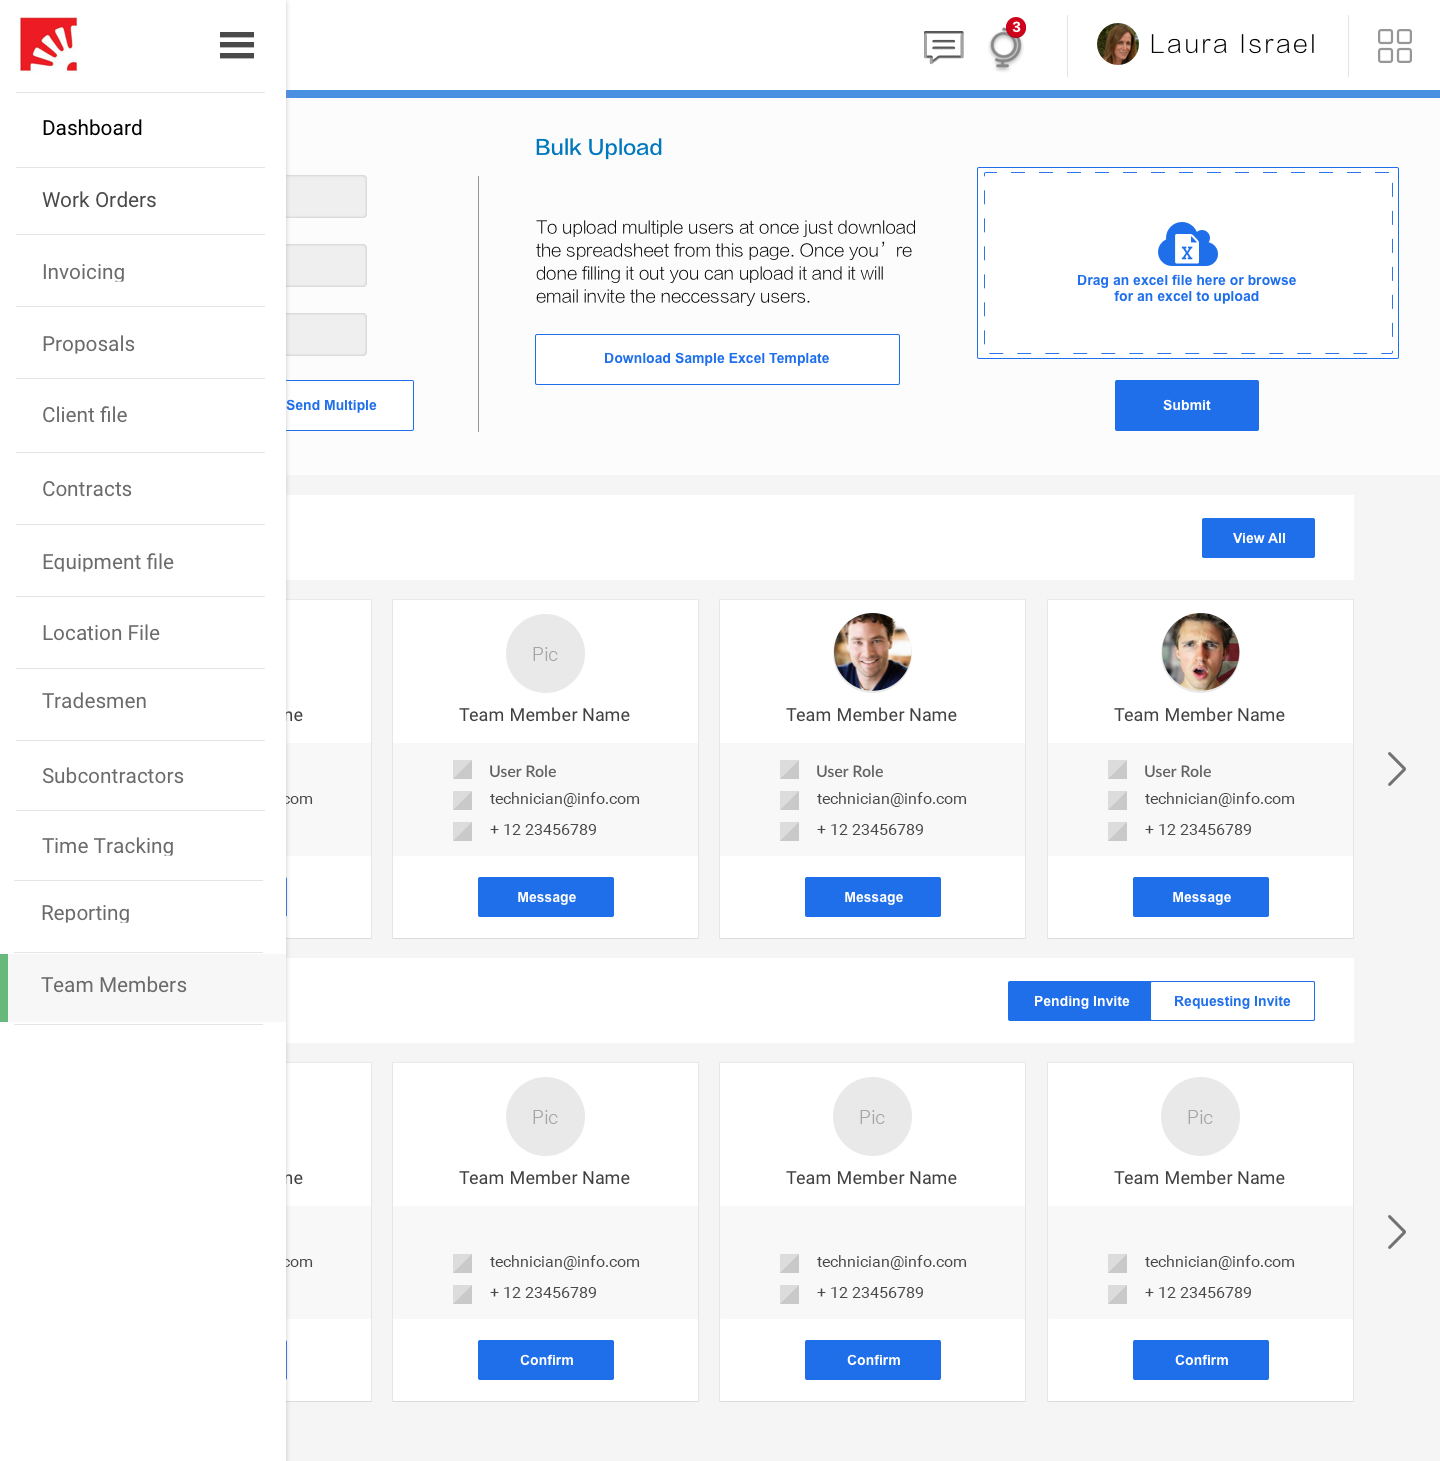 3
Laura Israel
Dashboard
Work Orders
Invoicing
Proposals
Client file
Contracts
Equipment file
Location File
Tradesmen
Subcontractors
Time Tracking
Reporting
Team Members
Send Multiple
Bulk Upload
To upload multiple users at once just download
the spreadsheet from this page. Once you’re
done filling it out you can upload it and it will
email invite the neccessary users.
Download Sample Excel Template
X
Drag an excel file here or browse
for an excel to upload
Submit
View All
Pic
ne Team Member Name Team Member Name Team Member Name
User Role User Role User Role
com technician@info.com technician@info.com technician@info.com
+ 12 23456789 + 12 23456789 + 12 23456789
Message Message Message
Pending Invite Requesting Invite
Pic Pic Pic
ne Team Member Name Team Member Name Team Member Name
com technician@info.com technician@info.com technician@info.com
+ 12 23456789 + 12 23456789 + 12 23456789
Confirm Confirm Confirm